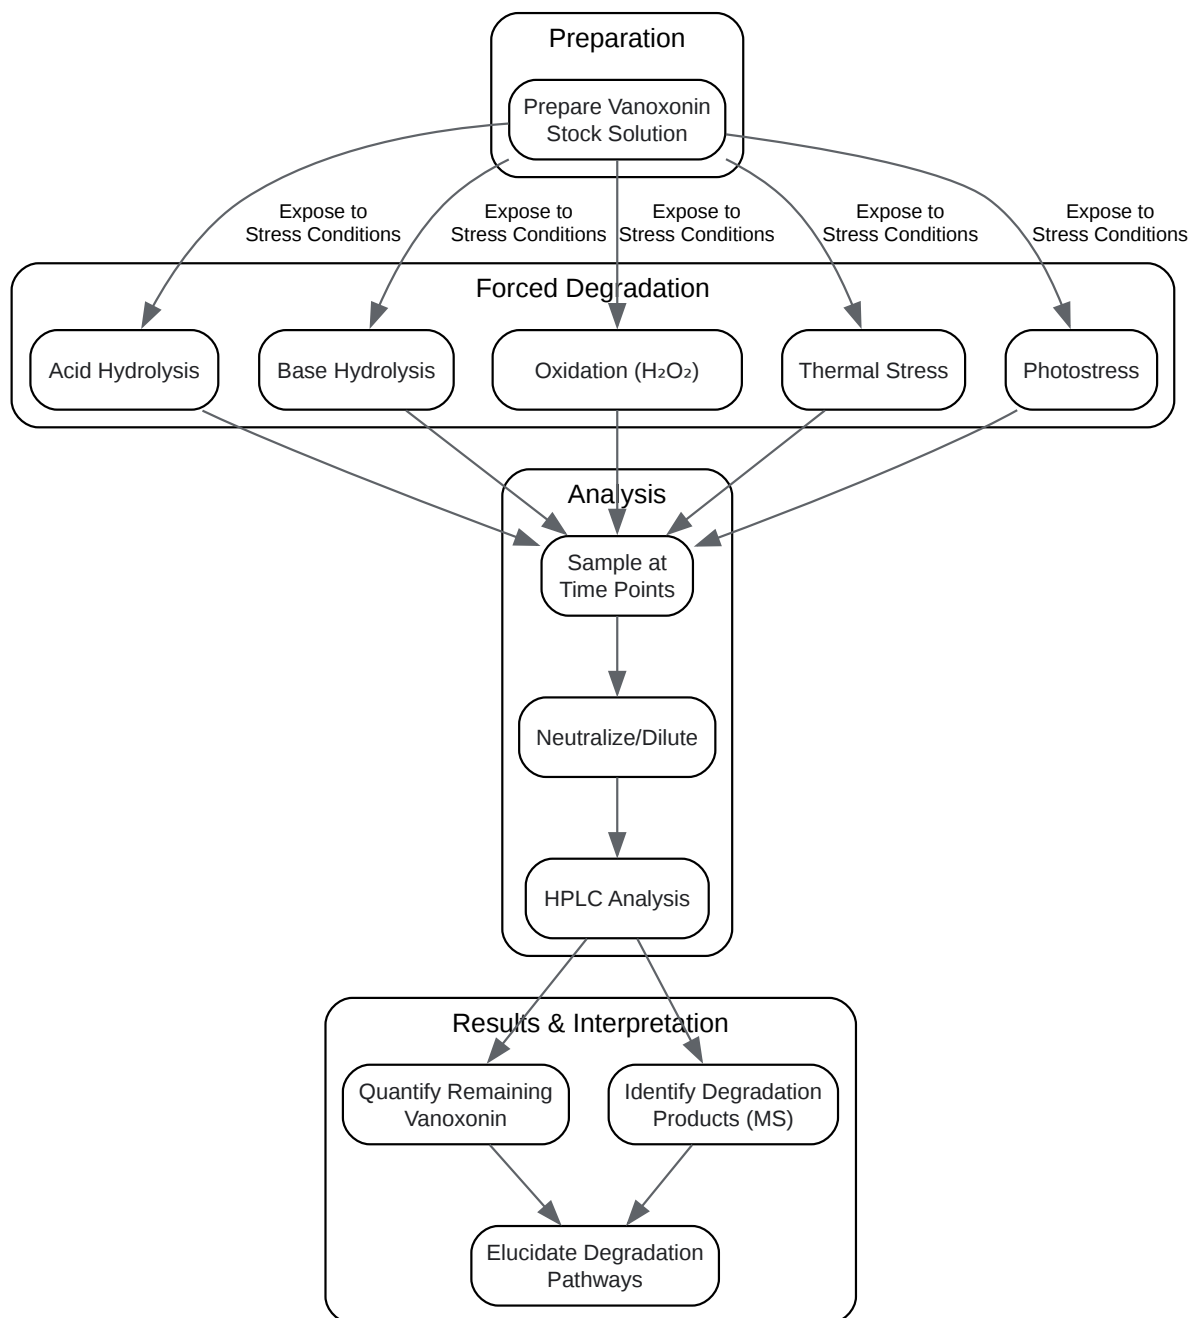 Preparation
Prepare Vanoxonin
Stock Solution
Expose to
Stress Conditions
Expose to
Stress Conditions
Expose to
Stress Conditions
Expose to
Stress Conditions
Expose to
Stress Conditions
Forced Degradation
Acid Hydrolysis
Base Hydrolysis
Oxidation (H₂O₂)
Thermal Stress
Photostress
Analysis
Sample at
Time Points
Neutralize/Dilute
HPLC Analysis
Results & Interpretation
Quantify Remaining
Vanoxonin
Identify Degradation
Products (MS)
Elucidate Degradation
Pathways